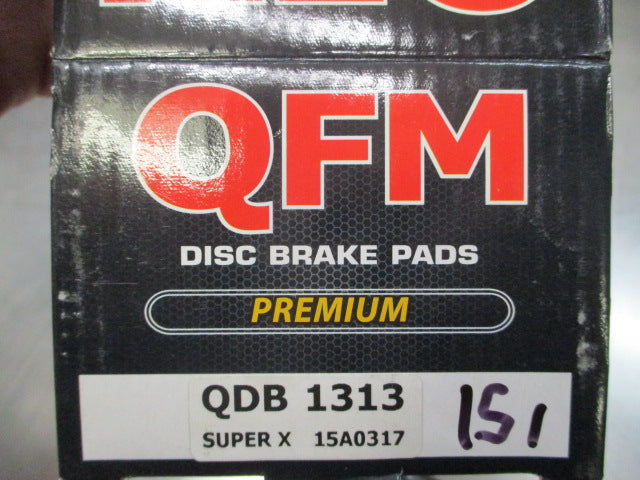 QFM
DISC BRAKE PADS
PREMIUM
QDB 1313
SUPER X 15A0317
151